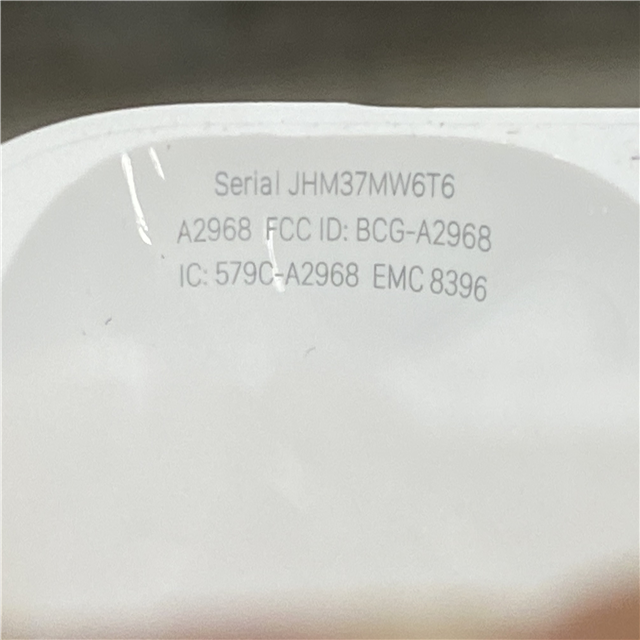 Serial JHM37MW6T6
A2968 FCC ID: BCG-A2968
IC: 579C-A2968 EMC 8396